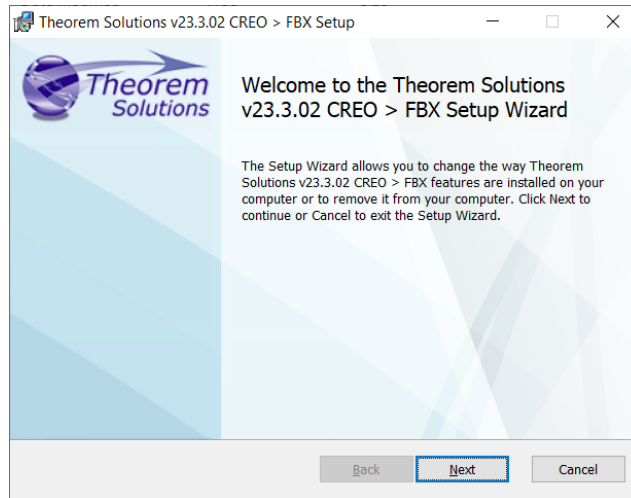 Theorem Solutions v23.3.02 CREO > FBX Setup
Theorem
Solutions
Welcome to the Theorem Solutions
v23.3.02 CREO > FBX Setup Wizard
The Setup Wizard allows you to change the way Theorem
Solutions v23.3.02 CREO > FBX features are installed on your
computer or to remove it from your computer. Click Next to
continue or Cancel to exit the Setup Wizard.
Back Next Cancel